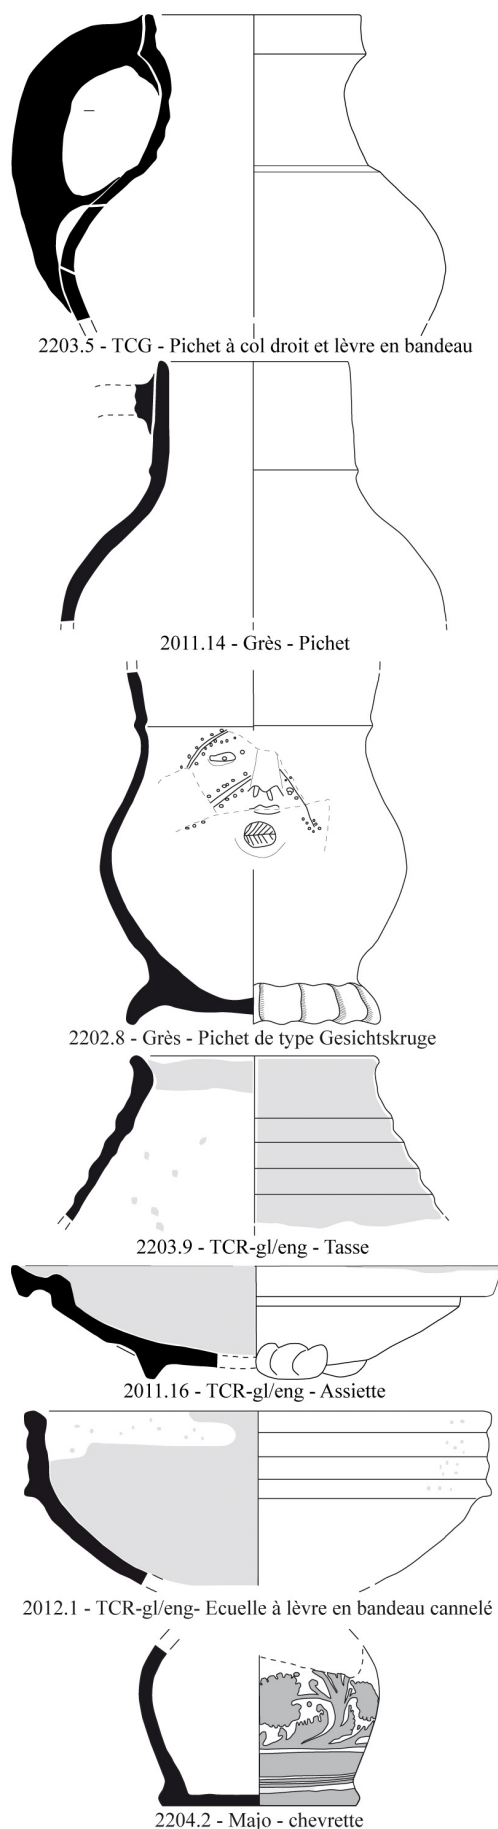 2203.5 - TCG - Pichet à col droit et lèvre en bandeau
2011.14 - Grès - Pichet
2202.8 - Grès - Pichet de type Gesichtskruge
2203.9 - TCR-gl/eng - Tasse
2011.16 - TCR-gl/eng - Assiette
2012.1 - TCR-gl/eng- Ecuelle à lèvre en bandeau cannelé
2204.2 - Majo - chevrette